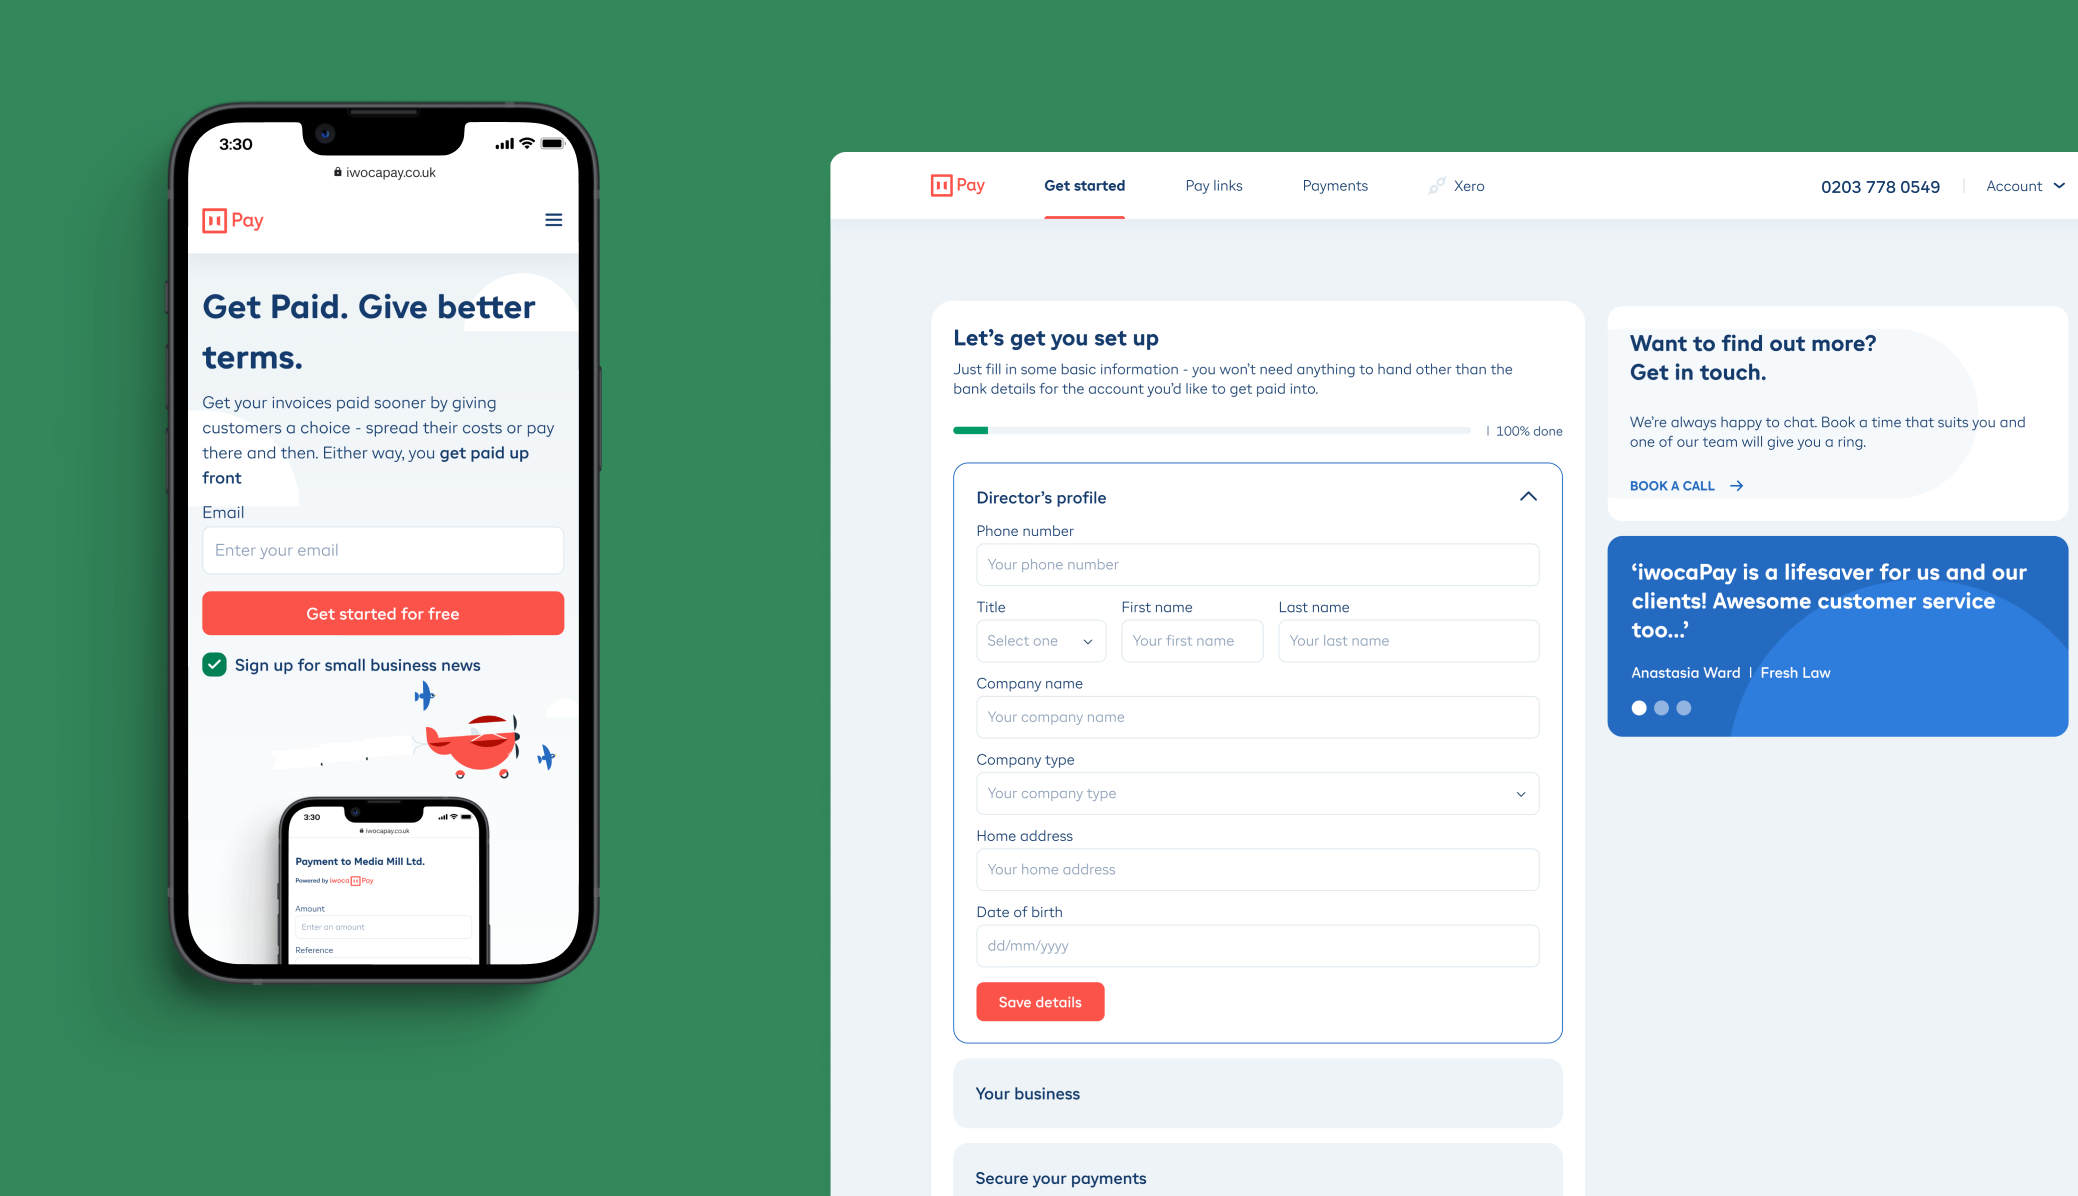 3:30
iwocapay.co.uk
Pay
Get Paid. Give better
terms.
Get your invoices paid sooner by giving
customers a choice - spread their costs or pay
there and then. Either way, you get paid up
front
Email
Enter your email
Get started for free
Sign up for small business news
3:30
iwocapay.co.uk
Payment to Media Mill Ltd.
Powered by iwoca Pay
Amount
Enter an amount
Reference
Pay
Get started
Pay links
Payments
Xero
0203 778 0549
Account
Let's get you set up
Just fill in some basic information - you won't need anything to hand other than the
bank details for the account you'd like to get paid into.
| 100% done
Director's profile
Phone number
Your phone number
Title First name Last name
Select one Your first name Your last name
Company name
Your company name
Company type
Your company type
Home address
Your home address
Date of birth
dd/mm/yyyy
Save details
Your business
Secure your payments
Want to find out more?
Get in touch.
We're always happy to chat. Book a time that suits you and
one of our team will give you a ring.
BOOK A CALL
‘iwocaPay is a lifesaver for us and our
clients! Awesome customer service
too...’
Anastasia Ward | Fresh Law